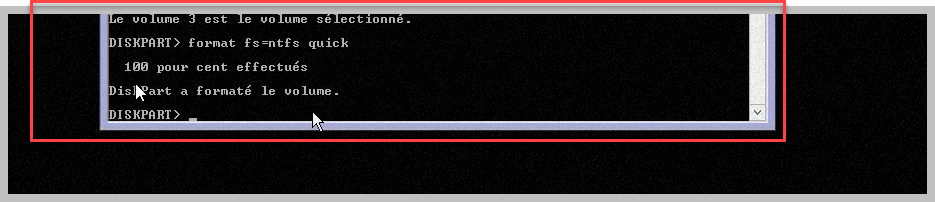 Le volume 3 est le volume sélectionné.
DISKPART> format fs=ntfs quick
100 pour cent effectués
DiskPart a formaté le volume.
DISKPART>